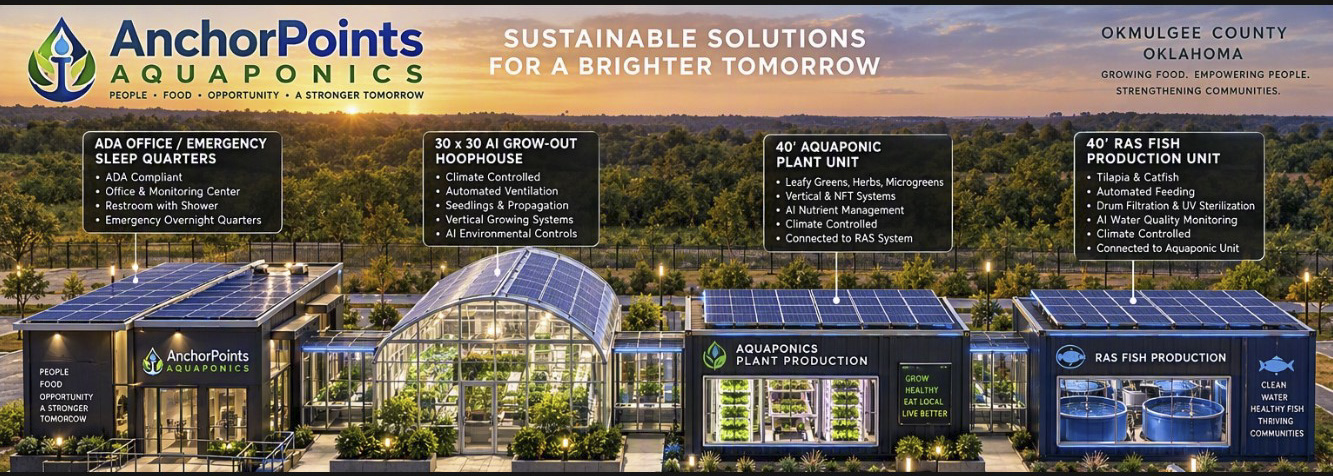 AnchorPoints
AQUAPONICS
PEOPLE • FOOD • OPPORTUNITY • A STRONGER TOMORROW
SUSTAINABLE SOLUTIONS
FOR A BRIGHTER TOMORROW
OKMULGEE COUNTY
OKLAHOMA
GROWING FOOD. EMPOWERING PEOPLE.
STRENGTHENING COMMUNITIES.
ADA OFFICE / EMERGENCY
SLEEP QUARTERS
• ADA Compliant
• Office & Monitoring Center
• Restroom with Shower
• Emergency Overnight Quarters
30 x 30 AI GROW-OUT
HOOPHOUSE
• Climate Controlled
• Automated Ventilation
• Seedlings & Propagation
• Vertical Growing Systems
• AI Environmental Controls
40' AQUAPONIC
PLANT UNIT
• Leafy Greens, Herbs, Microgreens
• Vertical & NFT Systems
• AI Nutrient Management
• Climate Controlled
• Connected to RAS System
40' RAS FISH
PRODUCTION UNIT
• Tilapia & Catfish
• Automated Feeding
• Drum Filtration & UV Sterilization
• AI Water Quality Monitoring
• Climate Controlled
• Connected to Aquaponic Unit
PEOPLE
FOOD
OPPORTUNITY
A STRONGER
TOMORCOW
AnchorPoints
AQUAPONICS
AQUAPONICS
PLANT PRODUCTION
GROW
HEALTHY
EAT LOCAL
LIVE BETTER
RAS FISH PRODUCTION
CLEAN
WATER
HEALTHY FISH
THRIVING
COMMUNITIES